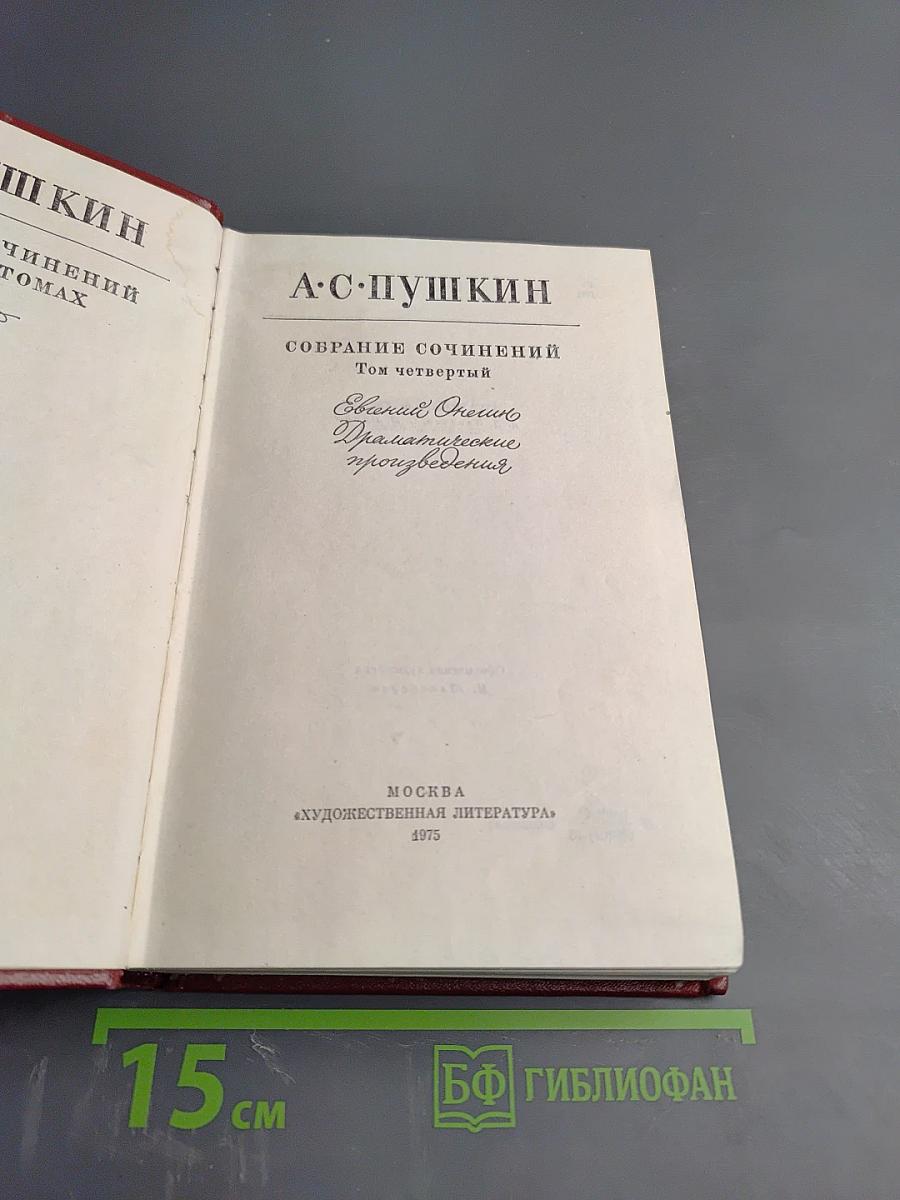 ШКИН
ЧИНЕНИЙ
ТОМАХ
А·С·ПУШКИН
СОБРАНИЕ СОЧИНЕНИЙ
Том четвертый
Евгений Онегин
Драматические
произведения
МОСКВА
«ХУДОЖЕСТВЕННАЯ ЛИТЕРАТУРА»
1975
15 см
БФ ГИБЛИОФАН